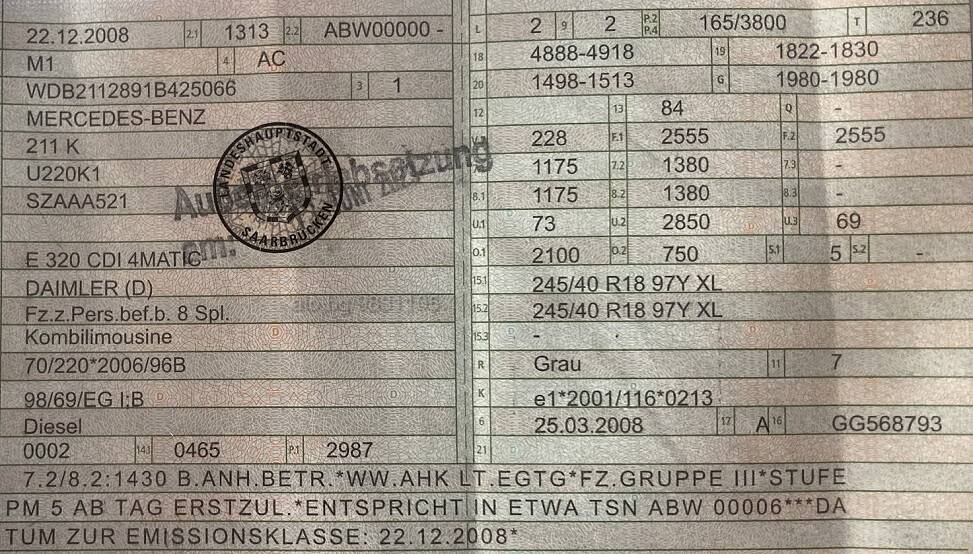 22.12.2008 2.1 1313 2.2 ABW00000 - L 2 9 2 P.2 P.4 165/3800 T 236
M1 4 AC 18 4888-4918 19 1822-1830
WDB2112891B425066 3 1 20 1498-1513 G 1980-1980
MERCEDES-BENZ 12 13 84 Q -
211 K 228 F.1 2555 F.2 2555
U220K1 1175 7.2 1380 7.3 -
SZAAA521 8.1 1175 8.2 1380 8.3 -
U.1 73 U.2 2850 U.3 69
E 320 CDI 4MATIC O.1 2100 O.2 750 S.1 5 S.2 -
DAIMLER (D) 15.1 245/40 R18 97Y XL
Fz.z.Pers.bef.b. 8 Spl. 15.2 245/40 R18 97Y XL
Kombilimousine 15.3 -
70/220*2006/96B R Grau 11 7
98/69/EG I;B K e1*2001/116*0213
Diesel 6 25.03.2008 17 A 16 GG568793
0002 14.1 0465 P.1 2987 21
7.2/8.2:1430 B.ANH.BETR.*WW.AHK LT.EGTG*FZ.GRUPPE III*STUFE
PM 5 AB TAG ERSTZUL.*ENTSPRICHT IN ETWA TSN ABW 00006***DA
TUM ZUR EMISSIONSKLASSE: 22.12.2008*
LANDESHAUPTSTADT
SAARBRÜCKEN